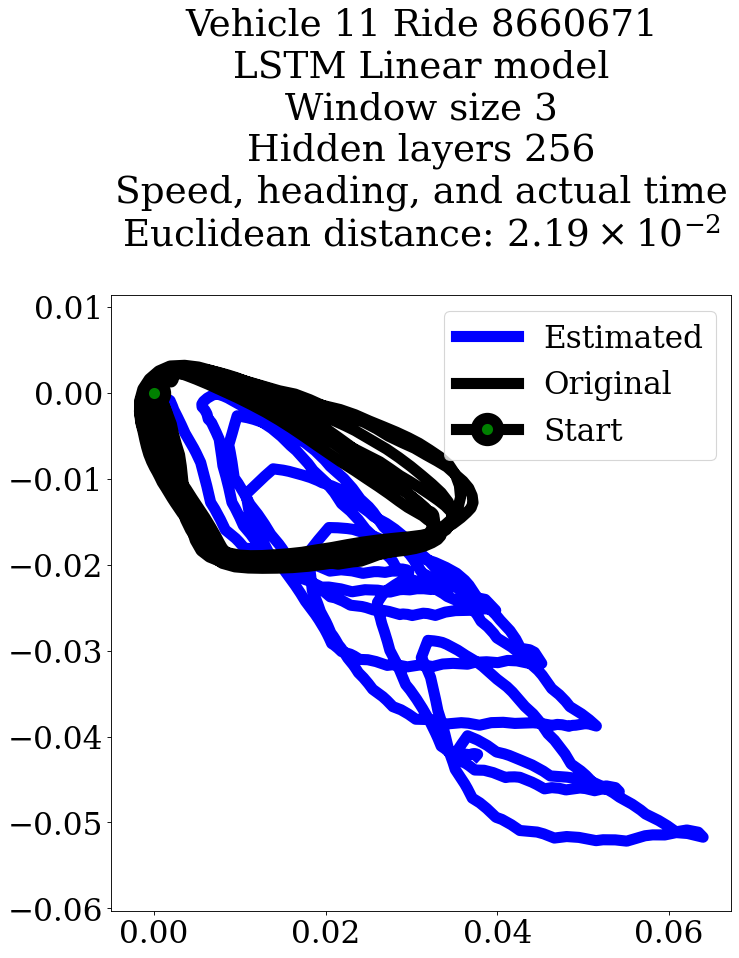 Vehicle 11 Ride 8660671
LSTM Linear model
Window size 3
Hidden layers 256
Speed, heading, and actual time
Euclidean distance: 2.19 × 10⁻²
Estimated
Original
Start
0.01
0.00
−0.01
−0.02
−0.03
−0.04
−0.05
−0.06
0.00 0.02 0.04 0.06